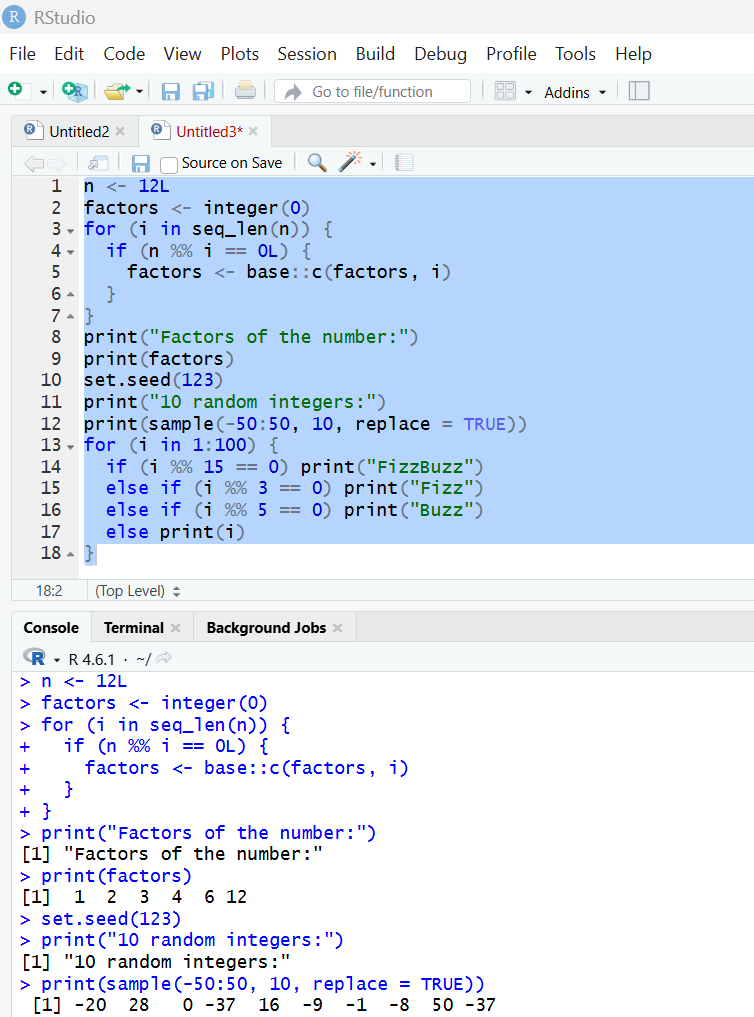 R RStudio
File Edit Code View Plots Session Build Debug Profile Tools Help
Go to file/function Addins
Untitled2 Untitled3*
Source on Save
1 n <- 12L
2 factors <- integer(0)
3 for (i in seq_len(n)) {
4   if (n %% i == 0L) {
5     factors <- base::c(factors, i)
6   }
7 }
8 print("Factors of the number:")
9 print(factors)
10 set.seed(123)
11 print("10 random integers:")
12 print(sample(-50:50, 10, replace = TRUE))
13 for (i in 1:100) {
14   if (i %% 15 == 0) print("FizzBuzz")
15   else if (i %% 3 == 0) print("Fizz")
16   else if (i %% 5 == 0) print("Buzz")
17   else print(i)
18 }
18:2 (Top Level)
Console Terminal Background Jobs
R R 4.6.1 · ~/
> n <- 12L
> factors <- integer(0)
> for (i in seq_len(n)) {
+   if (n %% i == 0L) {
+     factors <- base::c(factors, i)
+   }
+ }
> print("Factors of the number:")
[1] "Factors of the number:"
> print(factors)
[1]  1  2  3  4  6 12
> set.seed(123)
> print("10 random integers:")
[1] "10 random integers:"
> print(sample(-50:50, 10, replace = TRUE))
 [1] -20  28   0 -37  16  -9  -1  -8  50 -37